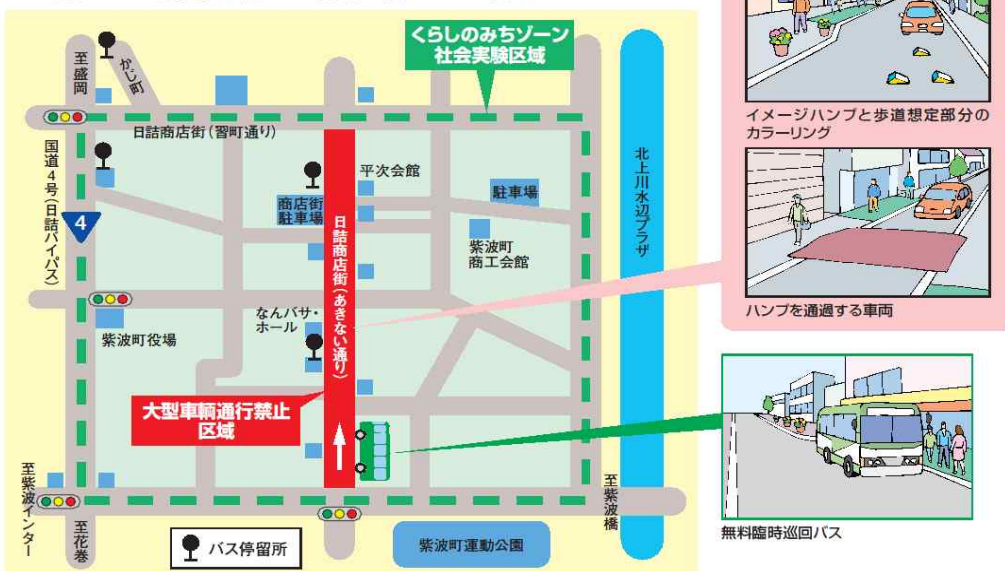 くらしのみちゾーン
社会実験区域
至盛岡
かじ町
日詰商店街(習町通り)
国道4号(日詰バイパス)
4
平次会館
商店街
駐車場
駐車場
日詰商店街(あきない通り)
紫波町
商工会館
北上川水辺プラザ
なんバサ・
ホール
紫波町役場
大型車輌通行禁止
区域
至紫波インター
至花巻
至紫波橋
バス停留所
紫波町運動公園
イメージハンプと歩道想定部分の
カラーリング
ハンプを通過する車両
無料臨時巡回バス